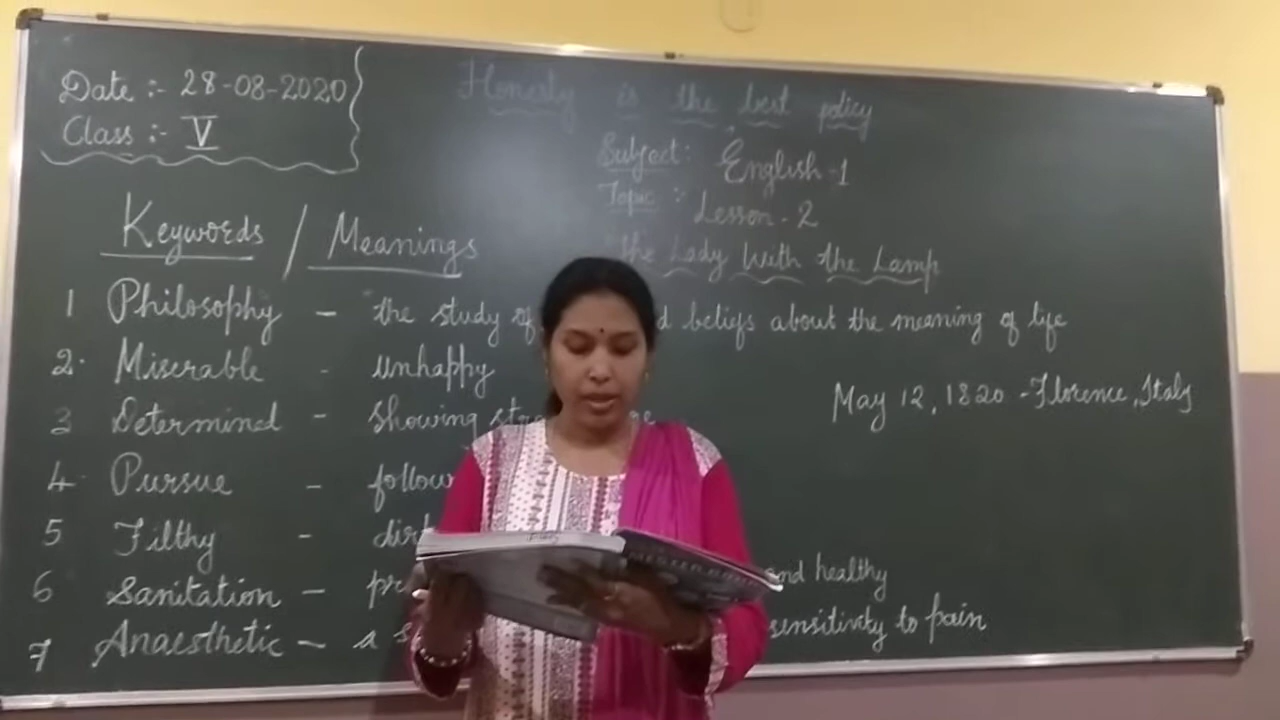 Date :- 28-08-2020
Class :- V
Honesty is the best policy
Subject : English -1
Topic :- Lesson - 2
the Lady with the Lamp
Keywords / Meanings
1 Philosophy - the study of beliefs about the meaning of life
2. Miserable - unhappy
May 12, 1820 - Florence, Italy
3 Determined - showing
4. Pursue - follow
5 Filthy -
6 Sanitation - and healthy
7 Anaesthetic - a sensitivity to pain